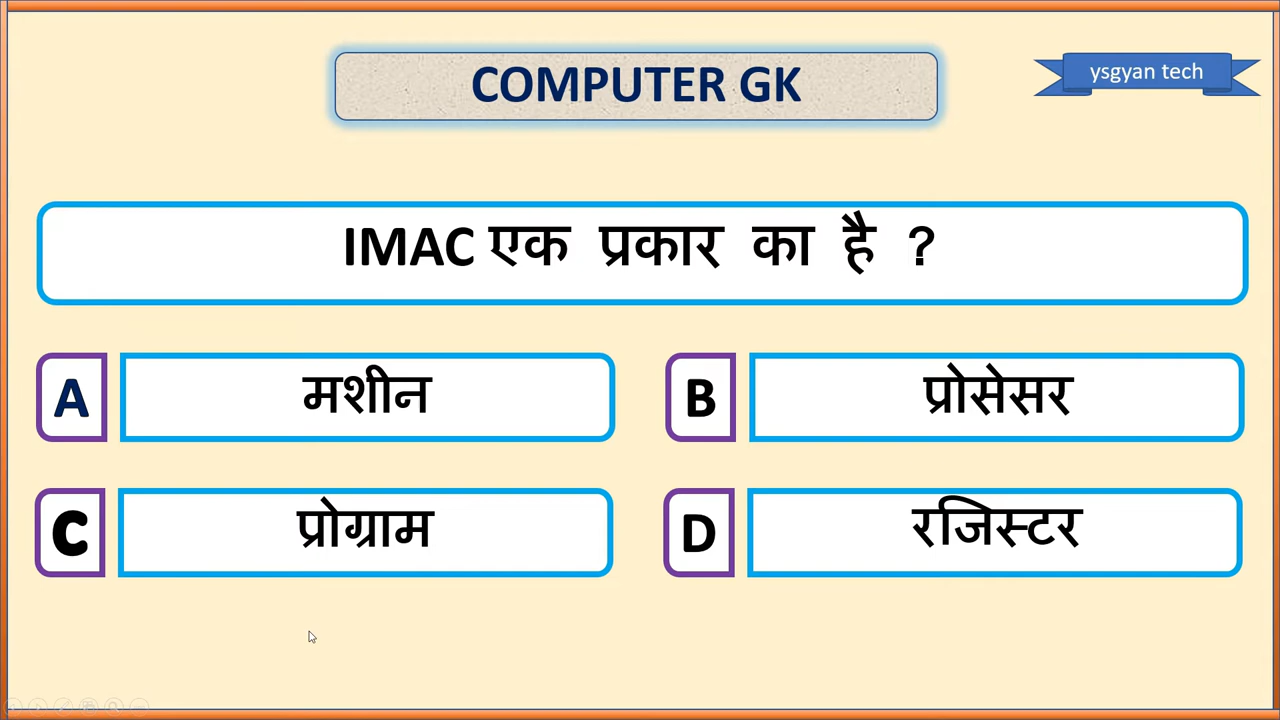 COMPUTER GK
ysgyan tech
IMAC एक प्रकार का है ?
A
मशीन
B
प्रोसेसर
C
प्रोग्राम
D
रजिस्टर